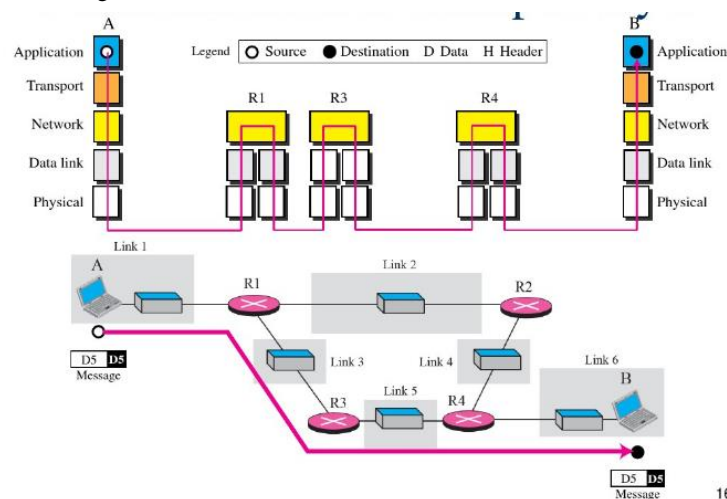 A
B
Application
Legend
Source
Destination
D Data
H Header
Application
Transport
Transport
R1
R3
R4
Network
Network
Data link
Data link
Physical
Physical
Link 1
A
Link 2
R1
R2
D5 D5
Message
Link 3
Link 4
Link 6
B
R3
Link 5
R4
D5 D5
Message